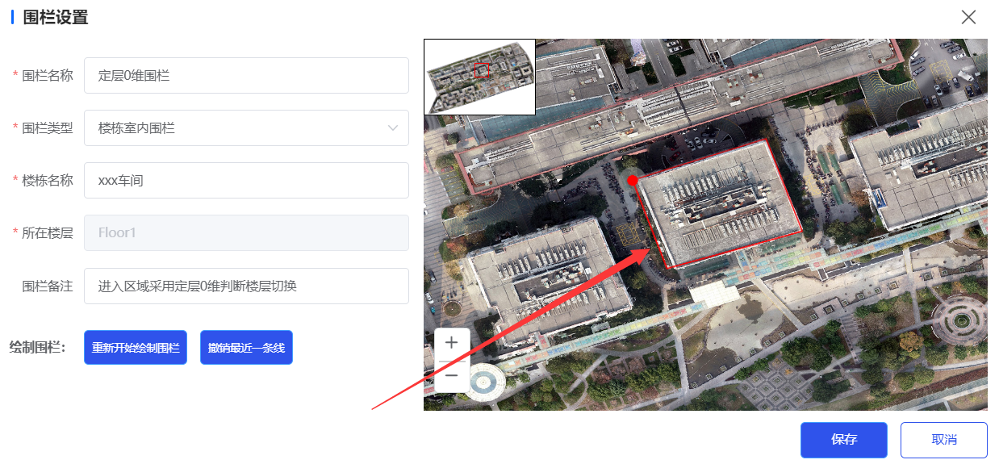 围栏设置
* 围栏名称 定层0维围栏
* 围栏类型 楼栋室内围栏
* 楼栋名称 xxx车间
* 所在楼层 Floor1
围栏备注 进入区域采用定层0维判断楼层切换
绘制围栏： 重新开始绘制围栏 撤销最近一条线
+
−
保存 取消